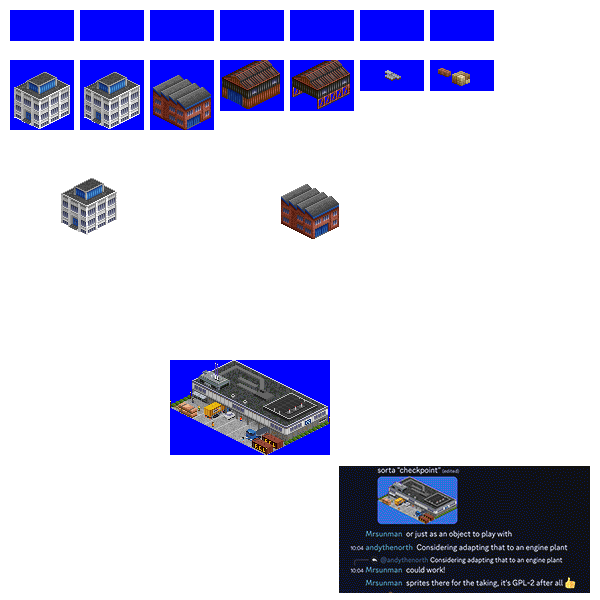 sorta "checkpoint" (edited)
Mrsunman or just as an object to play with
10:04 andythenorth Considering adapting that to an engine plant
@andythenorth Considering adapting that to an engine plant
10:04 Mrsunman could work!
Mrsunman sprites there for the taking, it's GPL-2 after all 👍